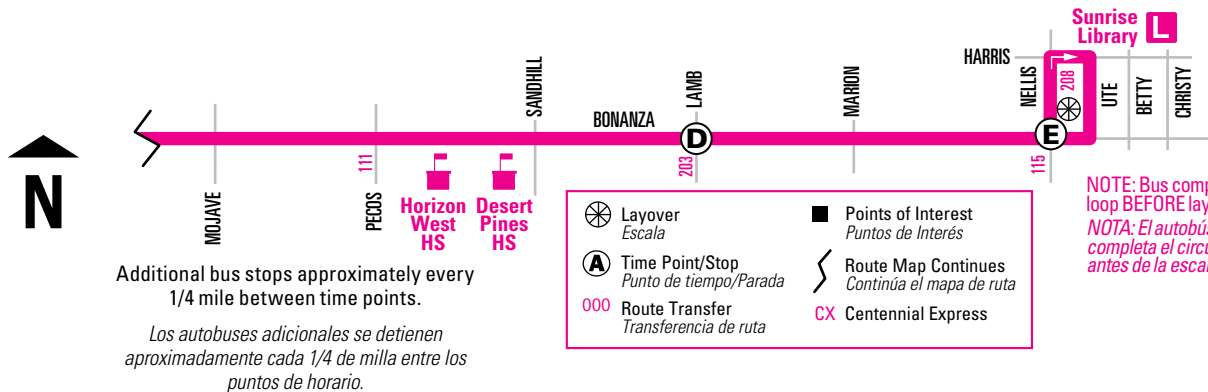 Sunrise
Library
L
HARRIS
NELLIS
208
UTE
BETTY
CHRISTY
SANDHILL
BONANZA
LAMB
MARION
D
E
N
MOJAVE
111
PECOS
203
115
Horizon
West
HS
Desert
Pines
HS
NOTE: Bus comp
loop BEFORE lay
NOTA: El autobús
completa el circu
antes de la escal
Additional bus stops approximately every
1/4 mile between time points.
Los autobuses adicionales se detienen
aproximadamente cada 1/4 de milla entre los
puntos de horario.
Layover
Escala
A Time Point/Stop
Punto de tiempo/Parada
000 Route Transfer
Transferencia de ruta
Points of Interest
Puntos de Interés
Route Map Continues
Continúa el mapa de ruta
CX Centennial Express